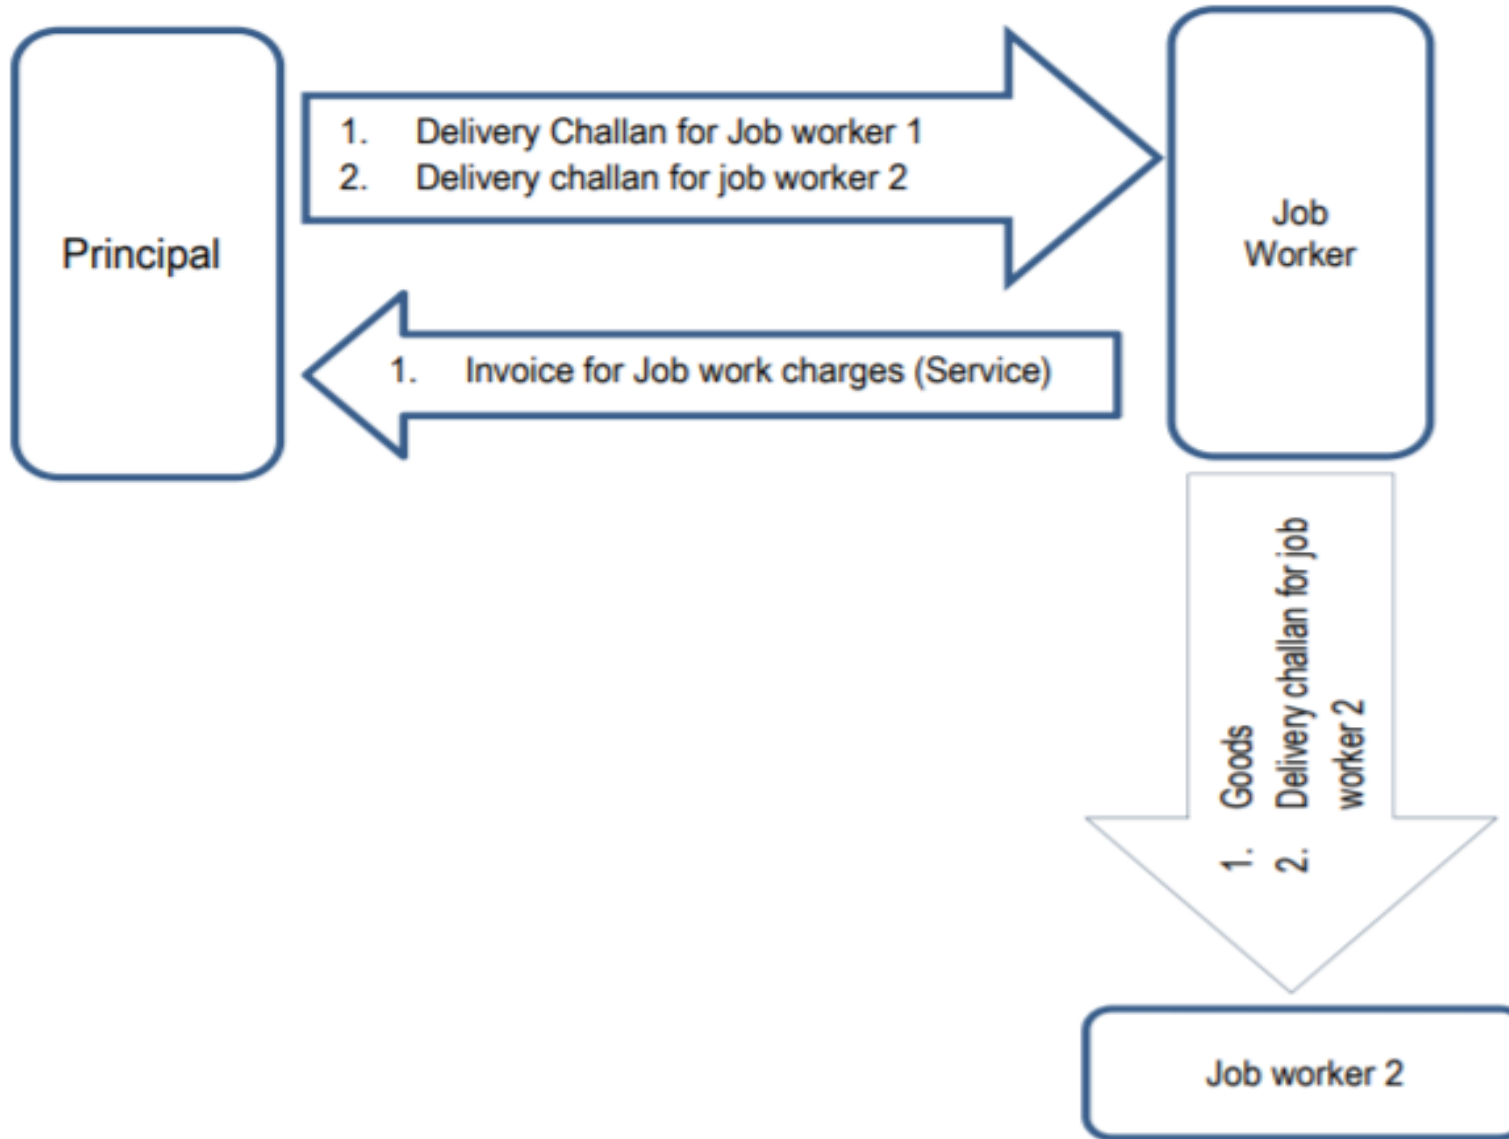 Principal
1. Delivery Challan for Job worker 1
2. Delivery challan for job worker 2
Job
Worker
1. Invoice for Job work charges (Service)
1. Goods
2. Delivery challan for job
worker 2
Job worker 2